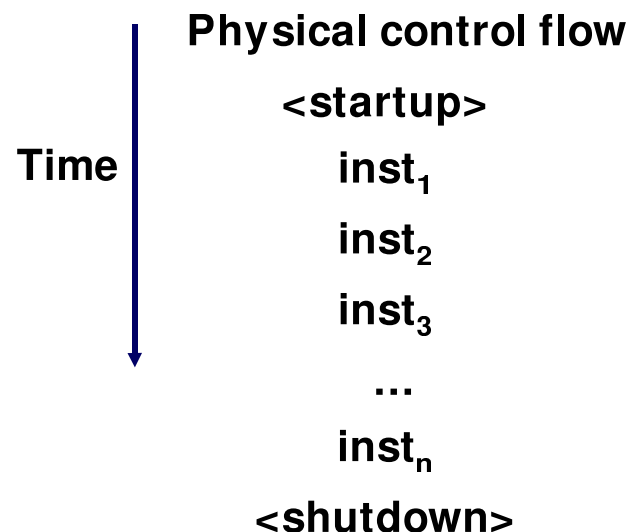 Physical control flow
<startup>
Time
inst₁
inst₂
inst₃
...
instₙ
<shutdown>